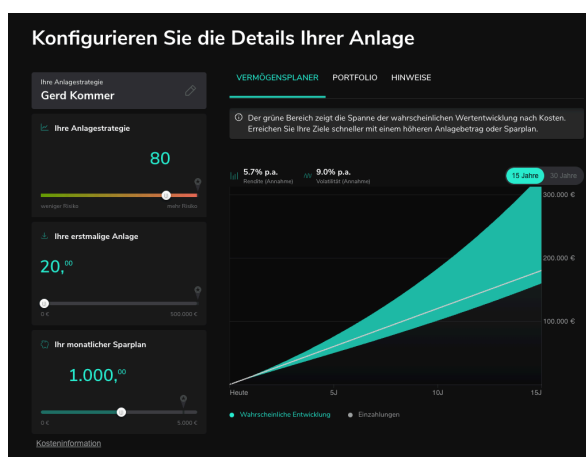 Konfigurieren Sie die Details Ihrer Anlage
Ihre Anlagestrategie
Gerd Kommer
Ihre Anlagestrategie
80
weniger Risiko
mehr Risiko
Ihre erstmalige Anlage
20,00
0 €
500.000 €
Ihr monatlicher Sparplan
1.000,00
0 €
5.000 €
Kosteninformation
VERMÖGENSPLANER
PORTFOLIO
HINWEISE
Der grüne Bereich zeigt die Spanne der wahrscheinlichen Wertentwicklung nach Kosten.
Erreichen Sie Ihre Ziele schneller mit einem höheren Anlagebetrag oder Sparplan.
5.7% p.a.
Rendite (Annahme)
9.0% p.a.
Volatilität (Annahme)
15 Jahre
30 Jahre
300.000 €
200.000 €
100.000 €
Heute
5J
10J
15J
Wahrscheinliche Entwicklung
Einzahlungen